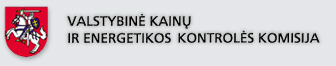 VALSTYBINĖ KAINŲ
IR ENERGETIKOS KONTROLĖS KOMISIJA